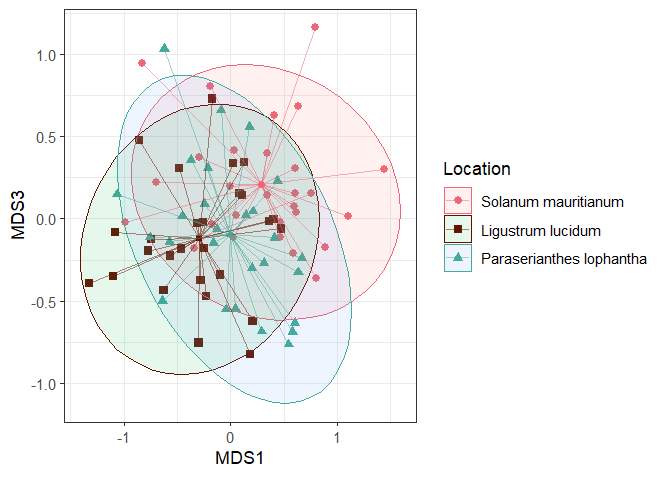 1.0
0.5
0.0
-0.5
-1.0
MDS3
-1
0
1
MDS1
Location
Solanum mauritianum
Ligustrum lucidum
Paraserianthes lophantha